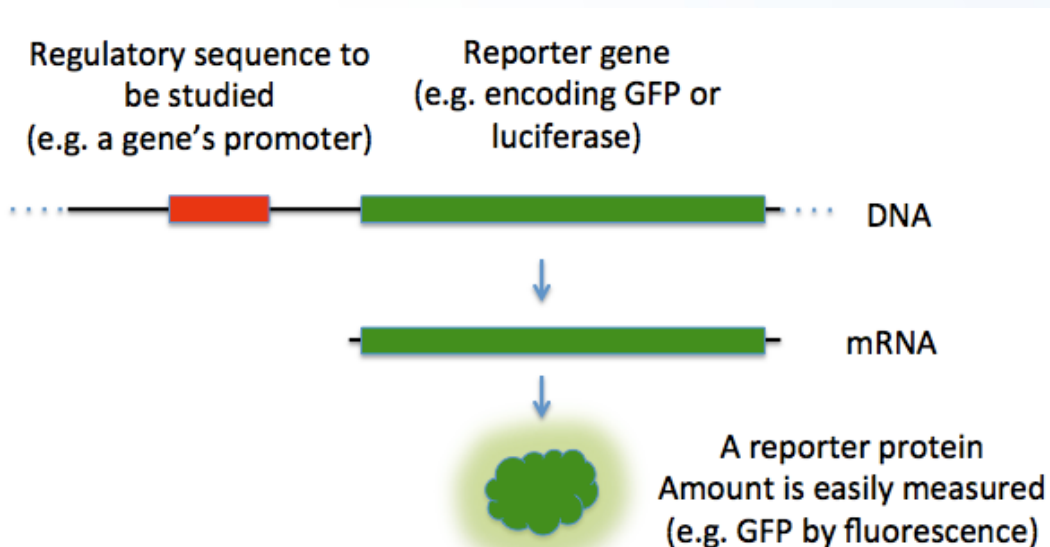 Regulatory sequence to
be studied
(e.g. a gene's promoter)
Reporter gene
(e.g. encoding GFP or
luciferase)
DNA
mRNA
A reporter protein
Amount is easily measured
(e.g. GFP by fluorescence)